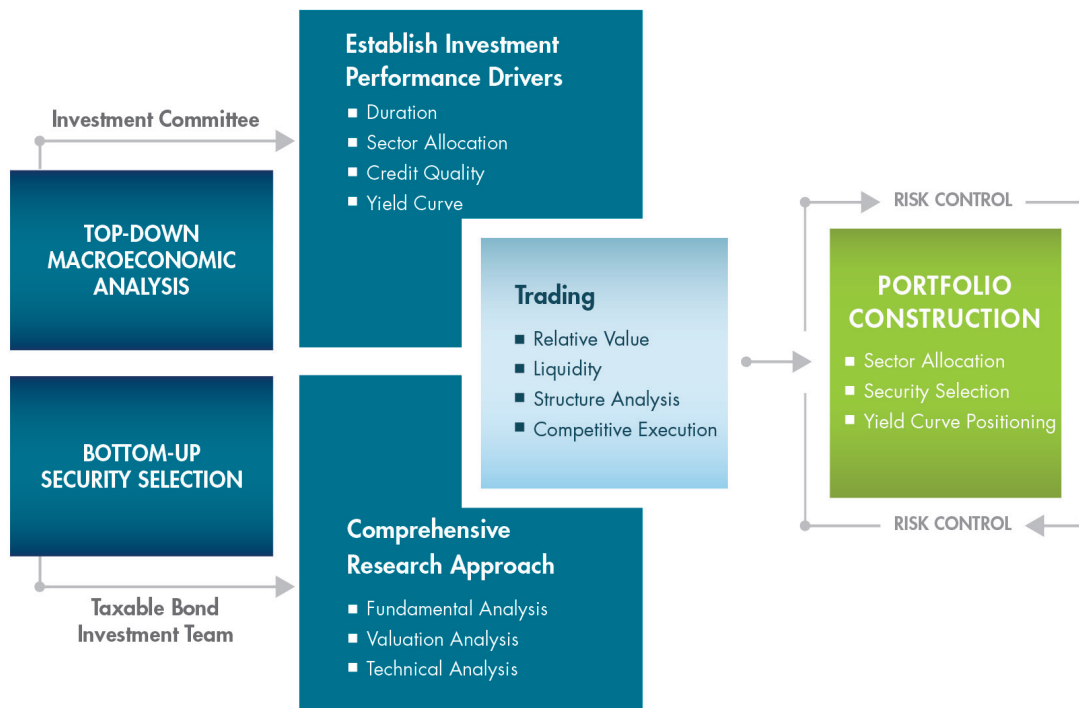 Investment Committee
TOP-DOWN
MACROECONOMIC
ANALYSIS
BOTTOM-UP
SECURITY SELECTION
Taxable Bond
Investment Team
Establish Investment
Performance Drivers
Duration
Sector Allocation
Credit Quality
Yield Curve
Comprehensive
Research Approach
Fundamental Analysis
Valuation Analysis
Technical Analysis
Trading
Relative Value
Liquidity
Structure Analysis
Competitive Execution
RISK CONTROL
PORTFOLIO
CONSTRUCTION
Sector Allocation
Security Selection
Yield Curve Positioning
RISK CONTROL